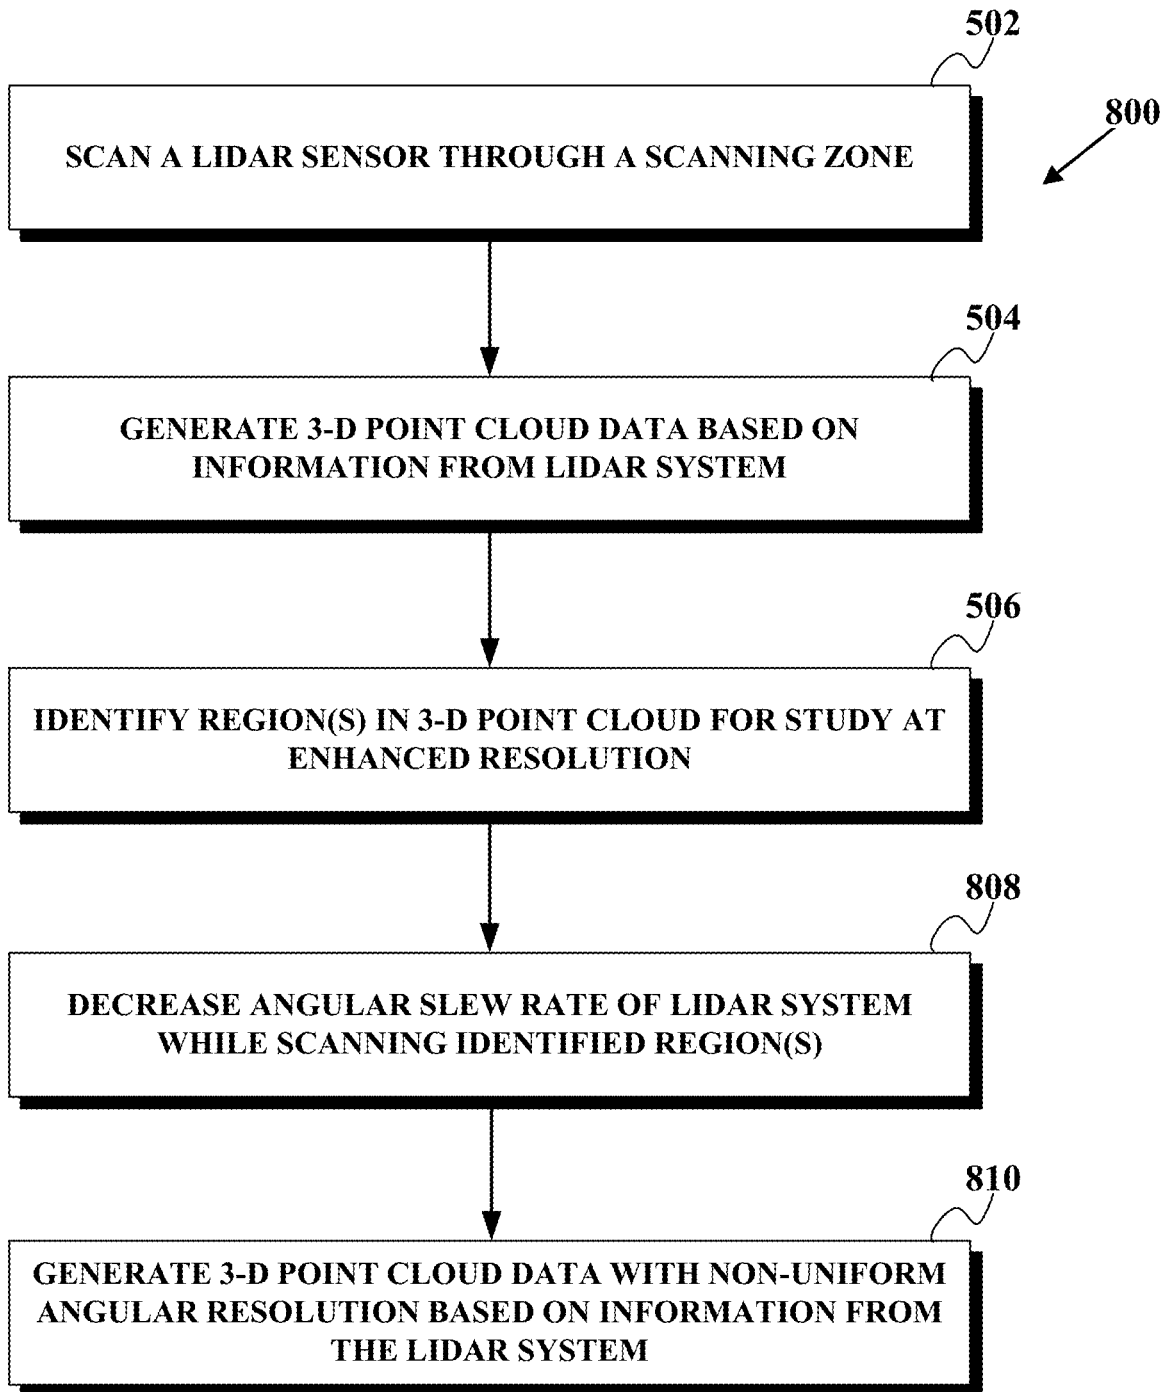 502
800
SCAN A LIDAR SENSOR THROUGH A SCANNING ZONE
504
GENERATE 3-D POINT CLOUD DATA BASED ON
INFORMATION FROM LIDAR SYSTEM
506
IDENTIFY REGION(S) IN 3-D POINT CLOUD FOR STUDY AT
ENHANCED RESOLUTION
808
DECREASE ANGULAR SLEW RATE OF LIDAR SYSTEM
WHILE SCANNING IDENTIFIED REGION(S)
810
GENERATE 3-D POINT CLOUD DATA WITH NON-UNIFORM
ANGULAR RESOLUTION BASED ON INFORMATION FROM
THE LIDAR SYSTEM